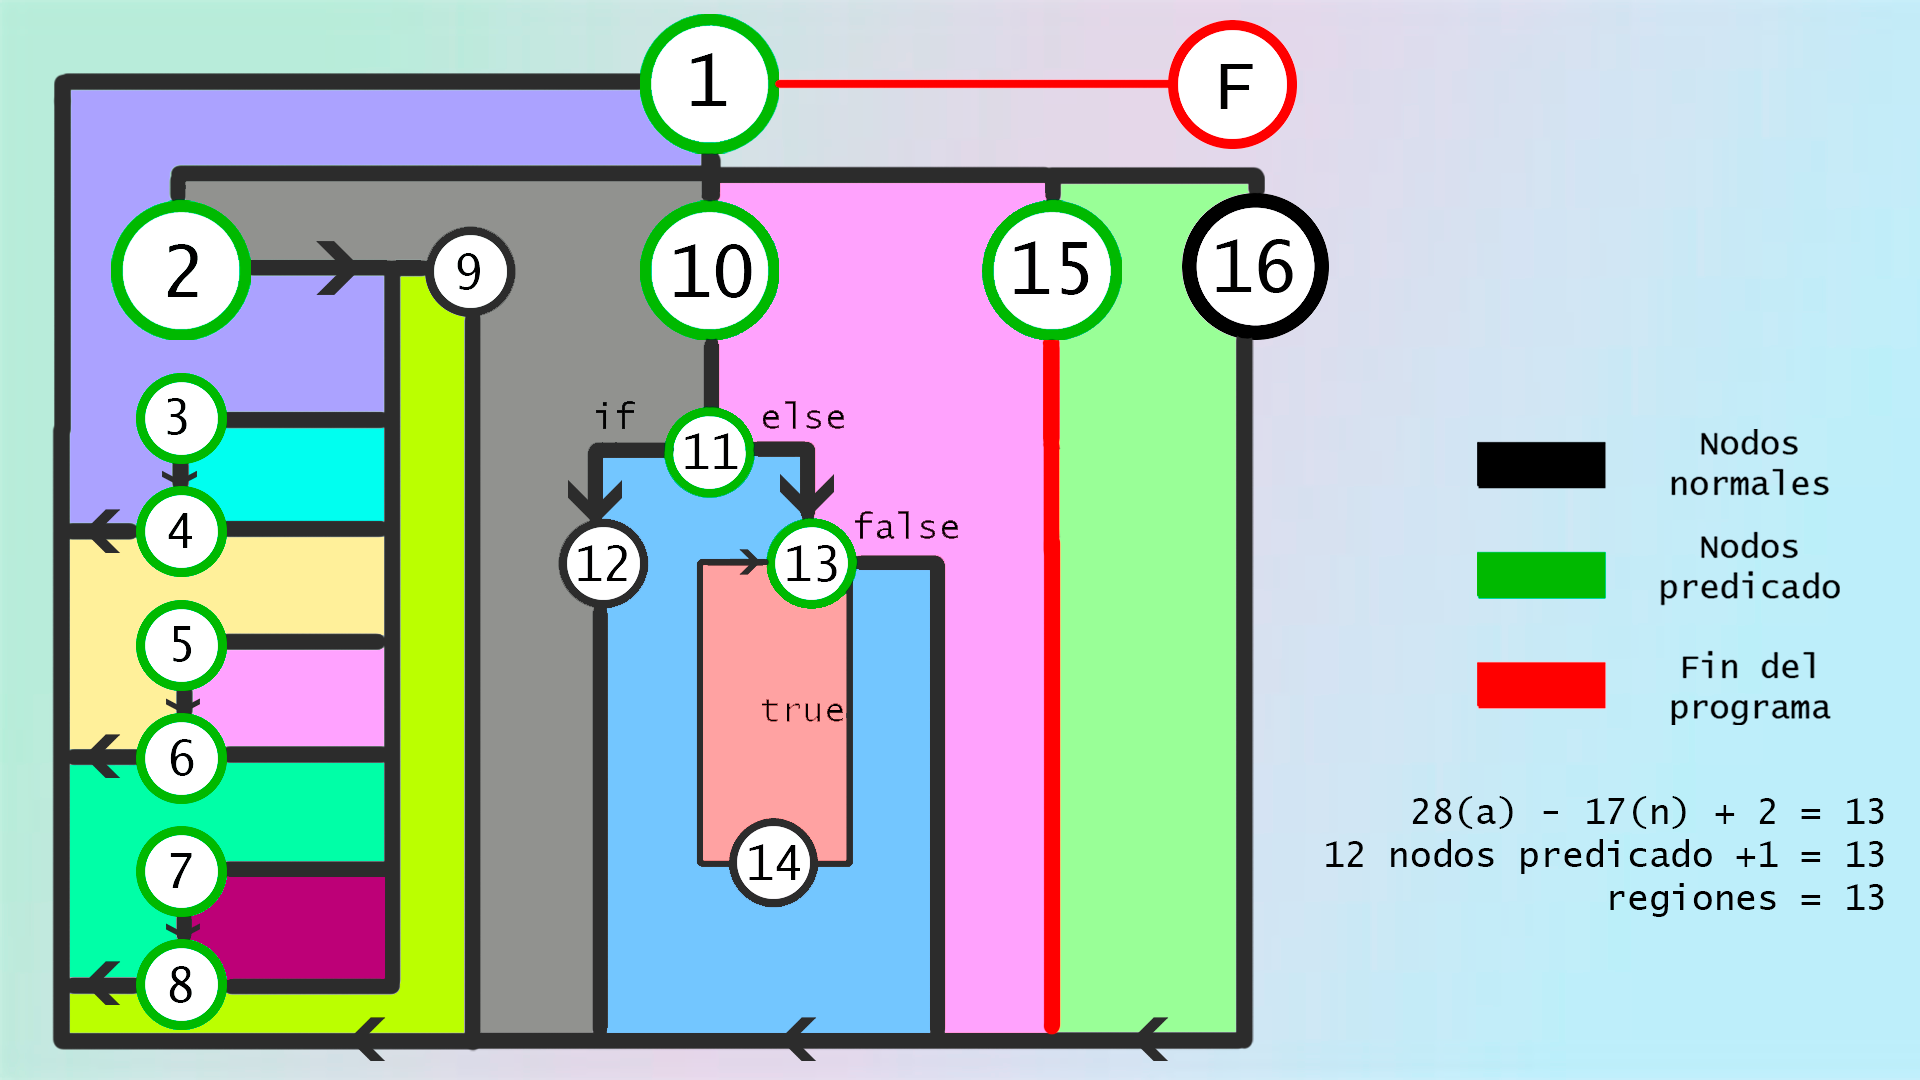 1
F
2
9
10
15
16
3
if
else
11
4
false
12
13
5
true
6
14
7
8
Nodos
normales
Nodos
predicado
Fin del
programa
28(a) - 17(n) + 2 = 13
12 nodos predicado +1 = 13
regiones = 13